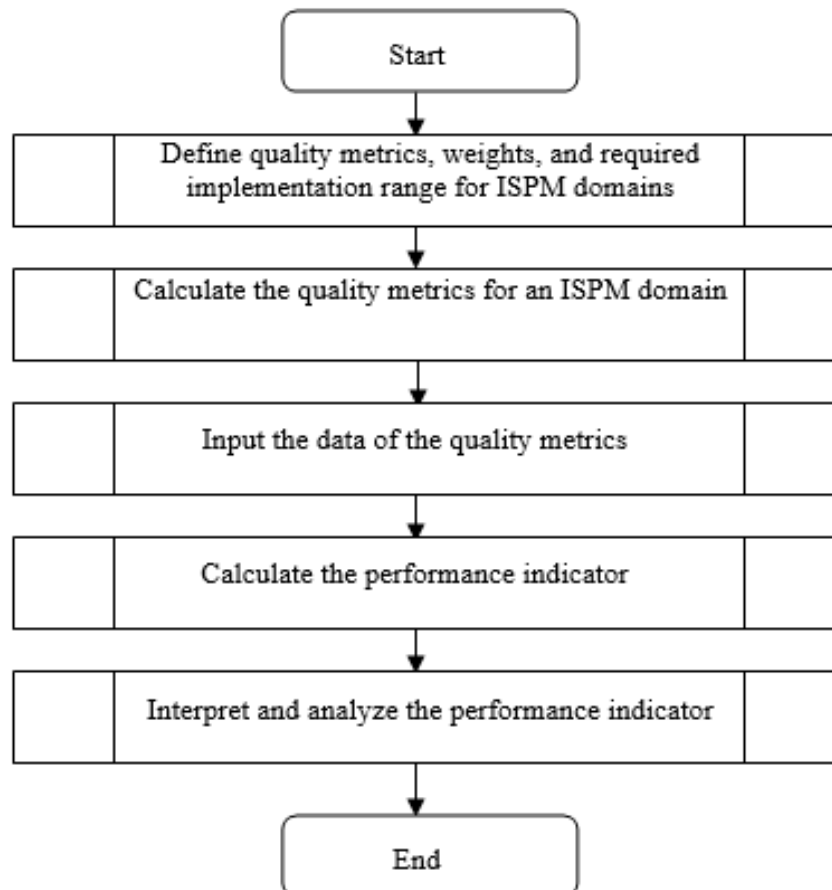 Start
Define quality metrics, weights, and required
implementation range for ISPM domains
Calculate the quality metrics for an ISPM domain
Input the data of the quality metrics
Calculate the performance indicator
Interpret and analyze the performance indicator
End